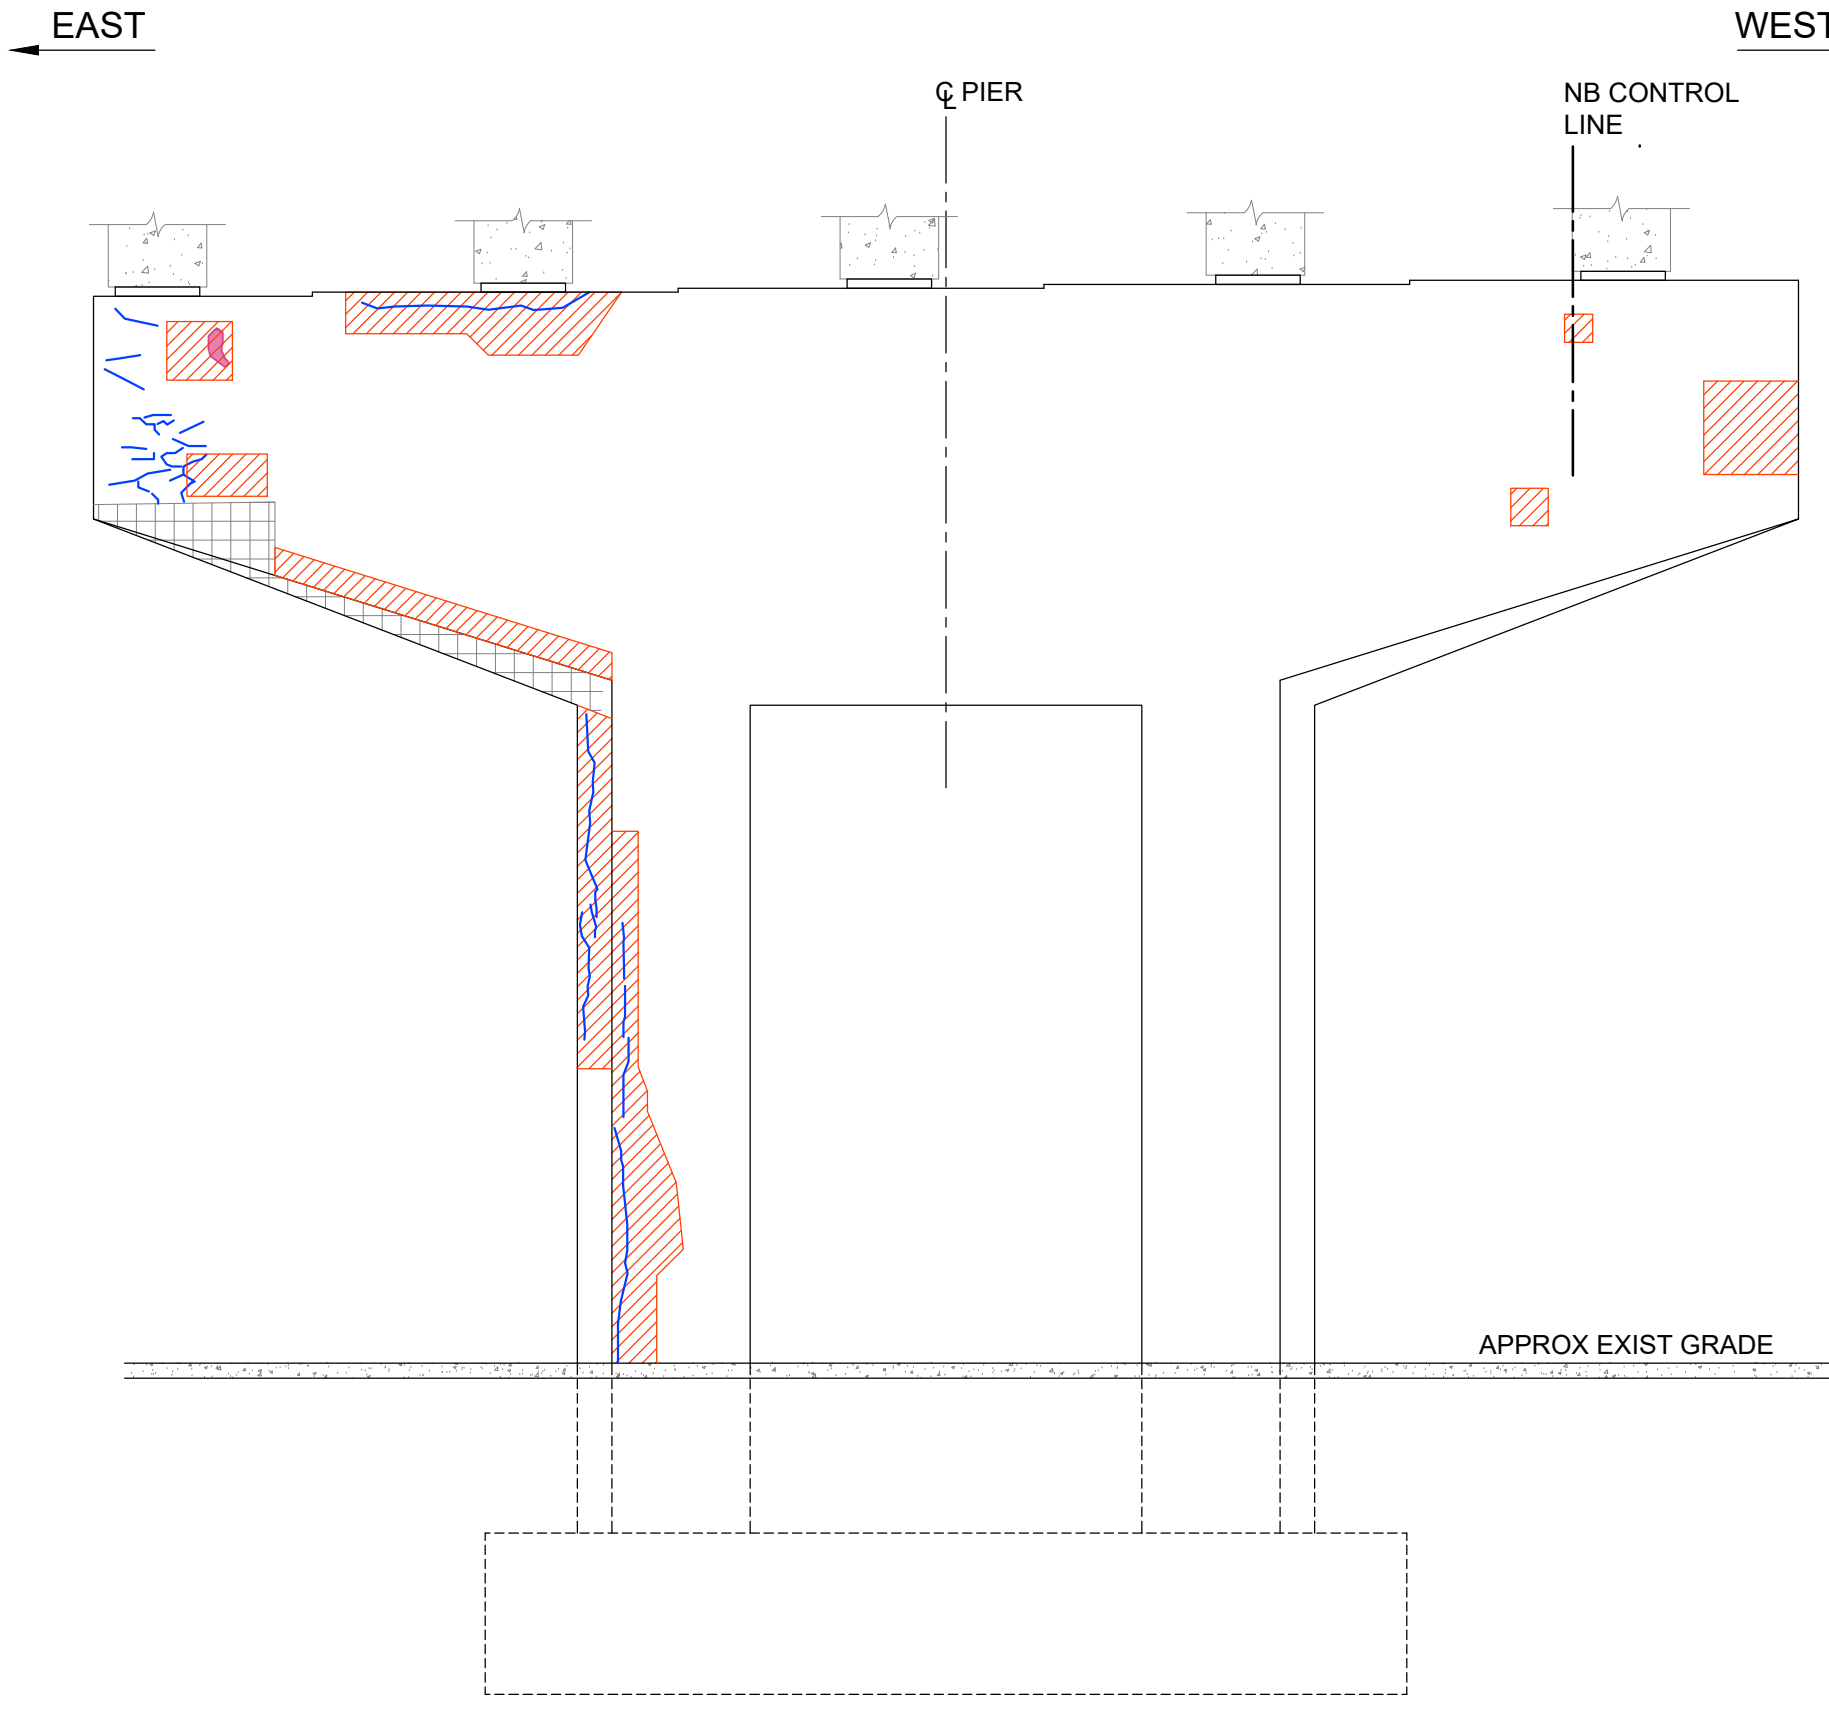 EAST
WEST
℄ PIER
NB CONTROL
LINE
APPROX EXIST GRADE